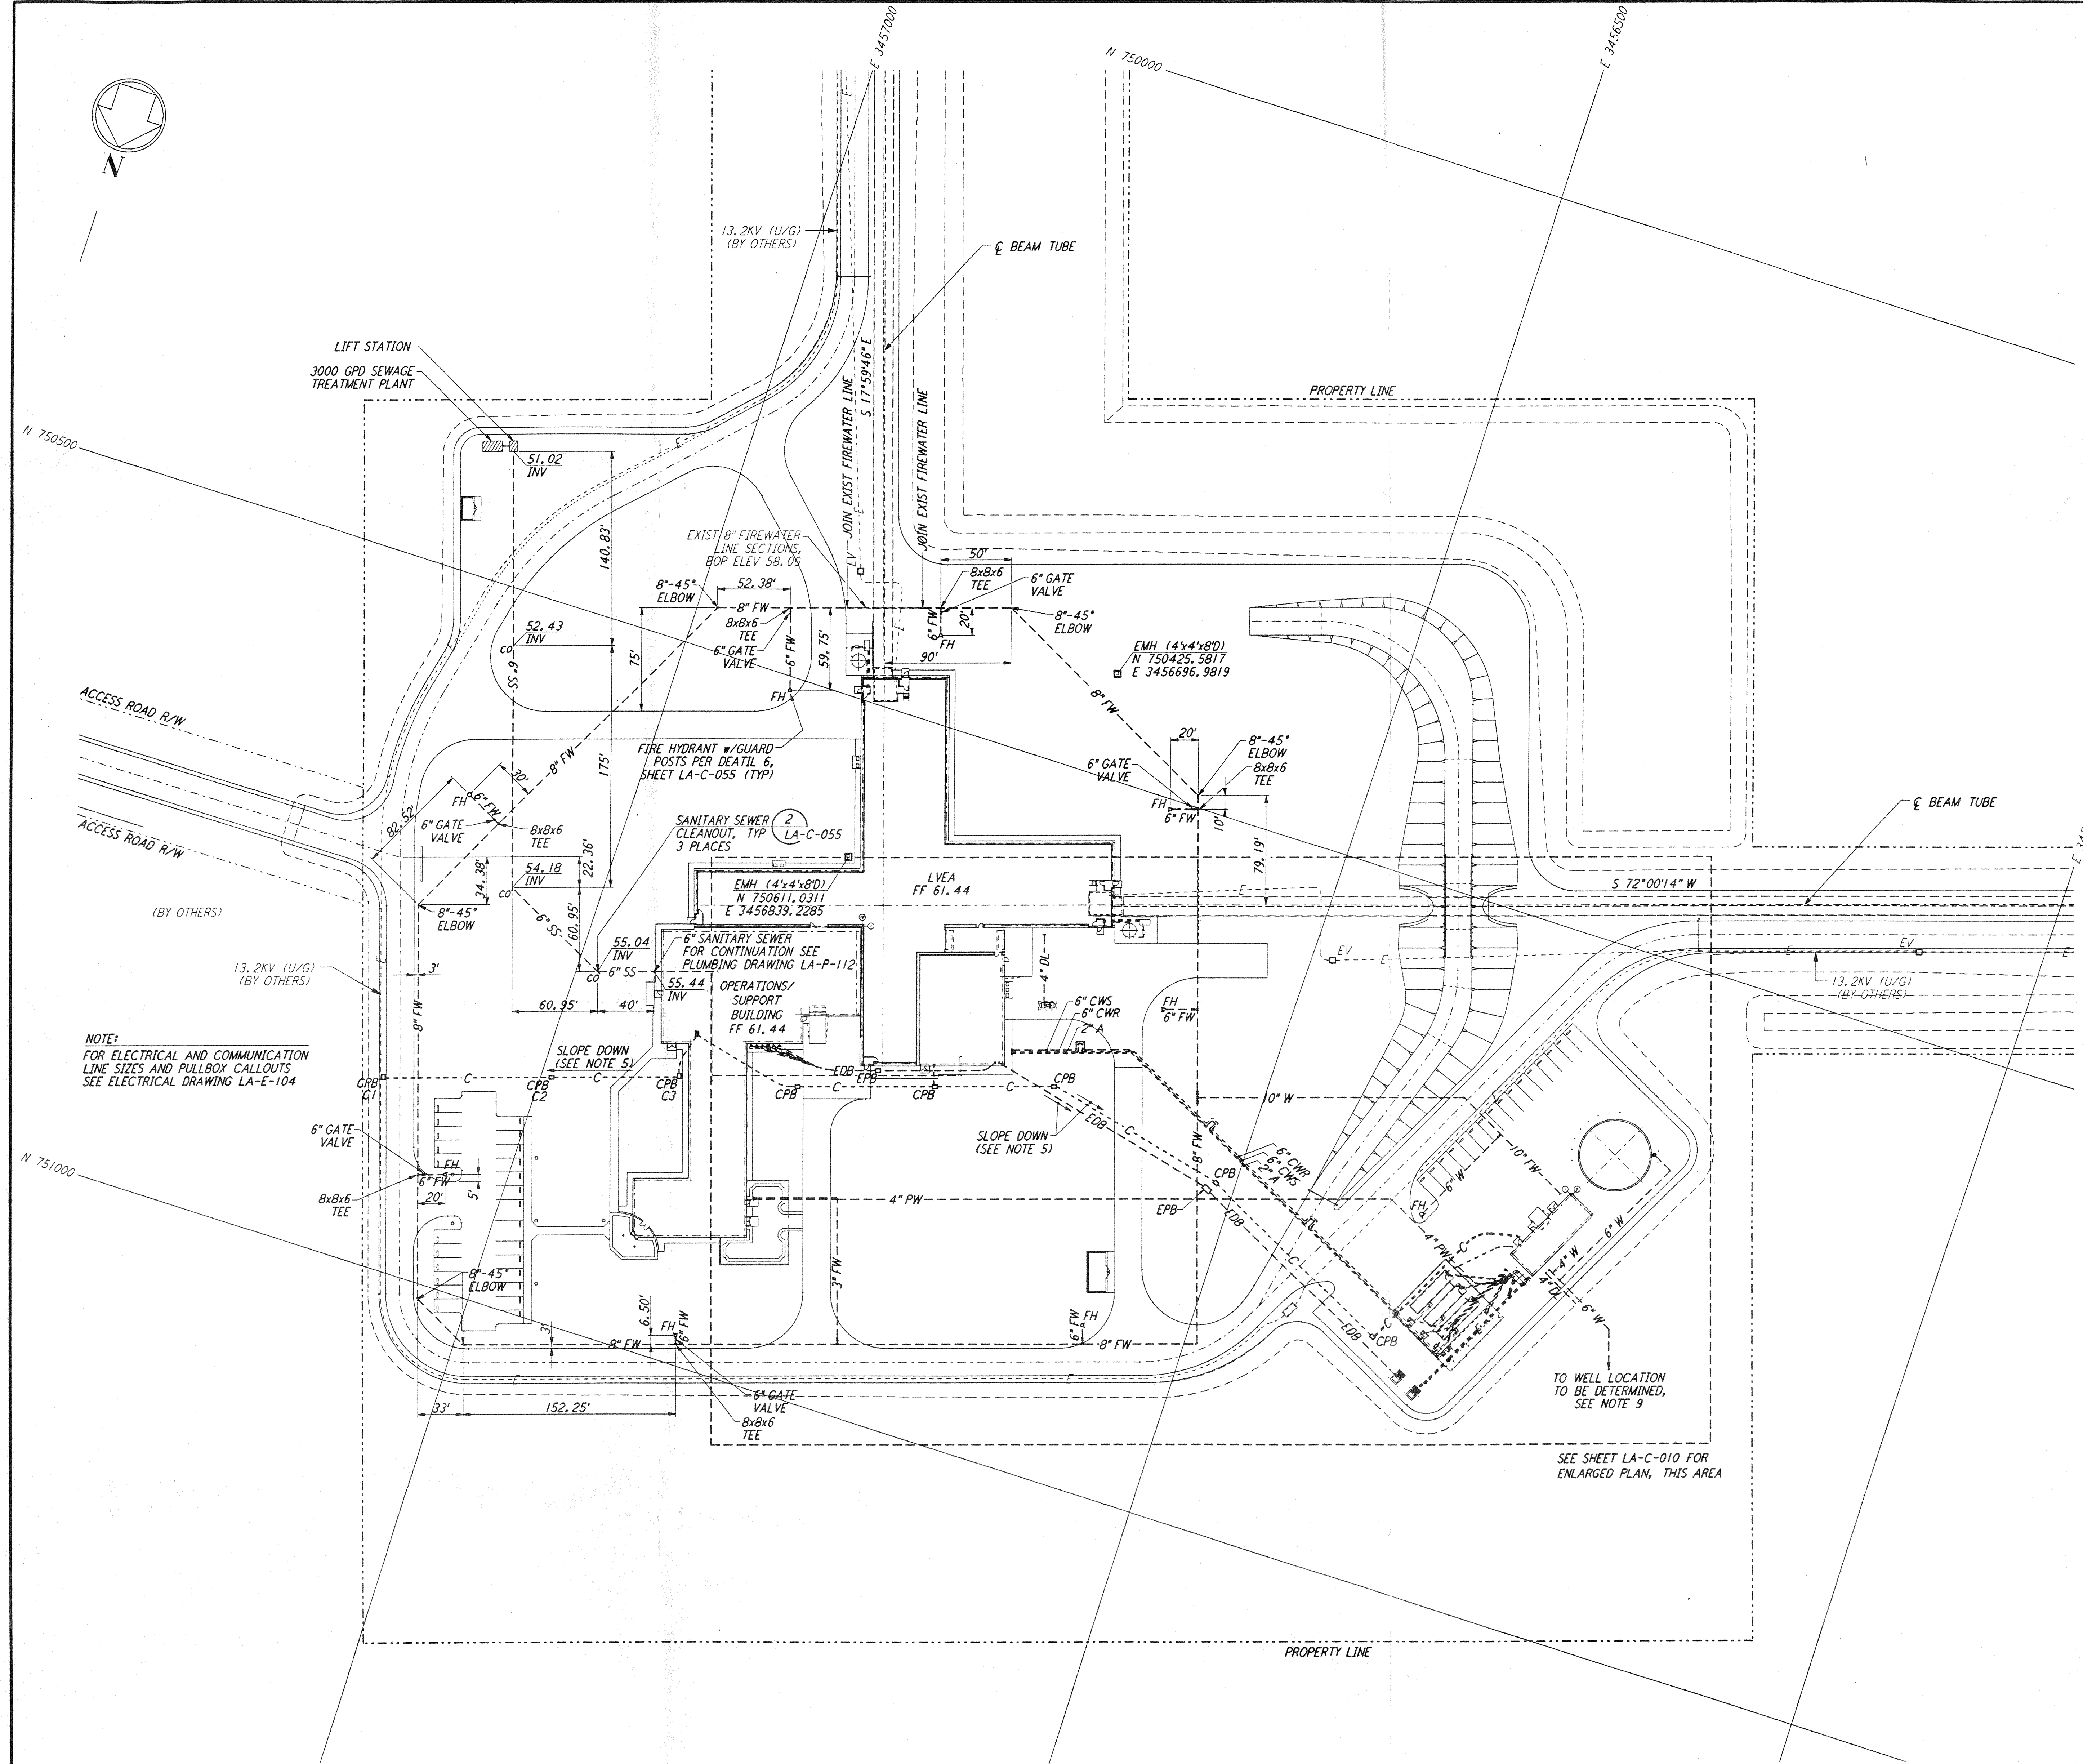 E 3457000
E 3456500
N 750000
N
13.2KV (U/G)
(BY OTHERS)
℄ BEAM TUBE
LIFT STATION
3000 GPD SEWAGE
TREATMENT PLANT
JOIN EXIST FIREWATER LINE
S 17°59'46" E
JOIN EXIST FIREWATER LINE
PROPERTY LINE
N 750500
51.02
INV
140.83'
EXIST 8" FIREWATER
LINE SECTIONS,
BOP ELEV 58.00
EV
E
50'
8x8x6
TEE
6" GATE
VALVE
8"-45°
ELBOW
52.38'
8" FW
8x8x6
TEE
6" GATE
VALVE
6" FW
59.75'
75'
6" FW
20'
FH
8"-45°
ELBOW
90'
52.43
INV
CO
6" SS
EMH (4'x4'x8'D)
N 750425.5817
E 3456696.9819
8" FW
FH
ACCESS ROAD R/W
FIRE HYDRANT w/GUARD
POSTS PER DEATIL 6,
SHEET LA-C-055 (TYP)
175'
8" FW
20'
20'
8"-45°
ELBOW
8x8x6
TEE
6" GATE
VALVE
FH
6" FW
10'
FH
6" FW
82.52'
6" GATE
VALVE
8x8x6
TEE
SANITARY SEWER
CLEANOUT, TYP
3 PLACES
2
LA-C-055
℄ BEAM TUBE
ACCESS ROAD R/W
34.38'
22.36'
54.18
INV
CO
79.19'
LVEA
FF 61.44
EMH (4'x4'x8'D)
N 750611.0311
E 3456839.2285
S 72°00'14" W
(BY OTHERS)
8"-45°
ELBOW
6" SS
60.95'
55.04
INV
6" SANITARY SEWER
FOR CONTINUATION SEE
PLUMBING DRAWING LA-P-112
CO
6" SS
55.44
INV
4" DL
EV
E
EV
E
E
13.2KV (U/G)
(BY OTHERS)
3'
60.95'
40'
OPERATIONS/
SUPPORT
BUILDING
FF 61.44
13.2KV (U/G)
(BY OTHERS)
8" FW
6" CWS
6" CWR
2" A
FH
6" FW
NOTE:
FOR ELECTRICAL AND COMMUNICATION
LINE SIZES AND PULLBOX CALLOUTS
SEE ELECTRICAL DRAWING LA-E-104
SLOPE DOWN
(SEE NOTE 5)
CPB
C1
C
CPB
C2
C
CPB
C3
EDB
EPB
CPB
C
CPB
C
CPB
10" W
6" GATE
VALVE
SLOPE DOWN
(SEE NOTE 5)
EDB
C
8" FW
6" CWR
6" CWS
2" A
10" FW
N 751000
FH
6" FW
5'
20'
8x8x6
TEE
CPB
EPB
EDB
4" PW
6" W
FH
4" PW
C
6" W
4" W
4" DL
6" W
3" FW
8"-45°
ELBOW
C
3'
6.50'
FH
6" FW
8" FW
FH
6" FW
8" FW
EDB
C
CPB
E
E
TO WELL LOCATION
TO BE DETERMINED,
SEE NOTE 9
33'
152.25'
6" GATE
VALVE
8x8x6
TEE
SEE SHEET LA-C-010 FOR
ENLARGED PLAN, THIS AREA
PROPERTY LINE